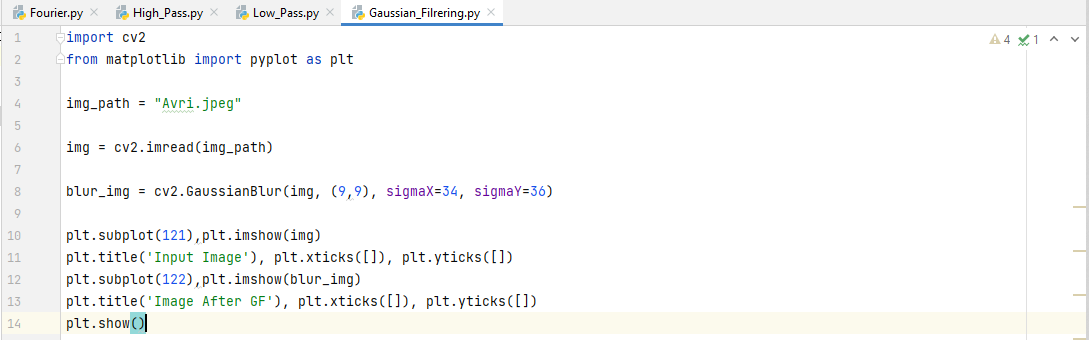 Fourier.py × High_Pass.py × Low_Pass.py × Gaussian_Filrering.py ×
1 import cv2 4 1
2 from matplotlib import pyplot as plt
3
4 img_path = "Avri.jpeg"
5
6 img = cv2.imread(img_path)
7
8 blur_img = cv2.GaussianBlur(img, (9,9), sigmaX=34, sigmaY=36)
9
10 plt.subplot(121),plt.imshow(img)
11 plt.title('Input Image'), plt.xticks([]), plt.yticks([])
12 plt.subplot(122),plt.imshow(blur_img)
13 plt.title('Image After GF'), plt.xticks([]), plt.yticks([])
14 plt.show()